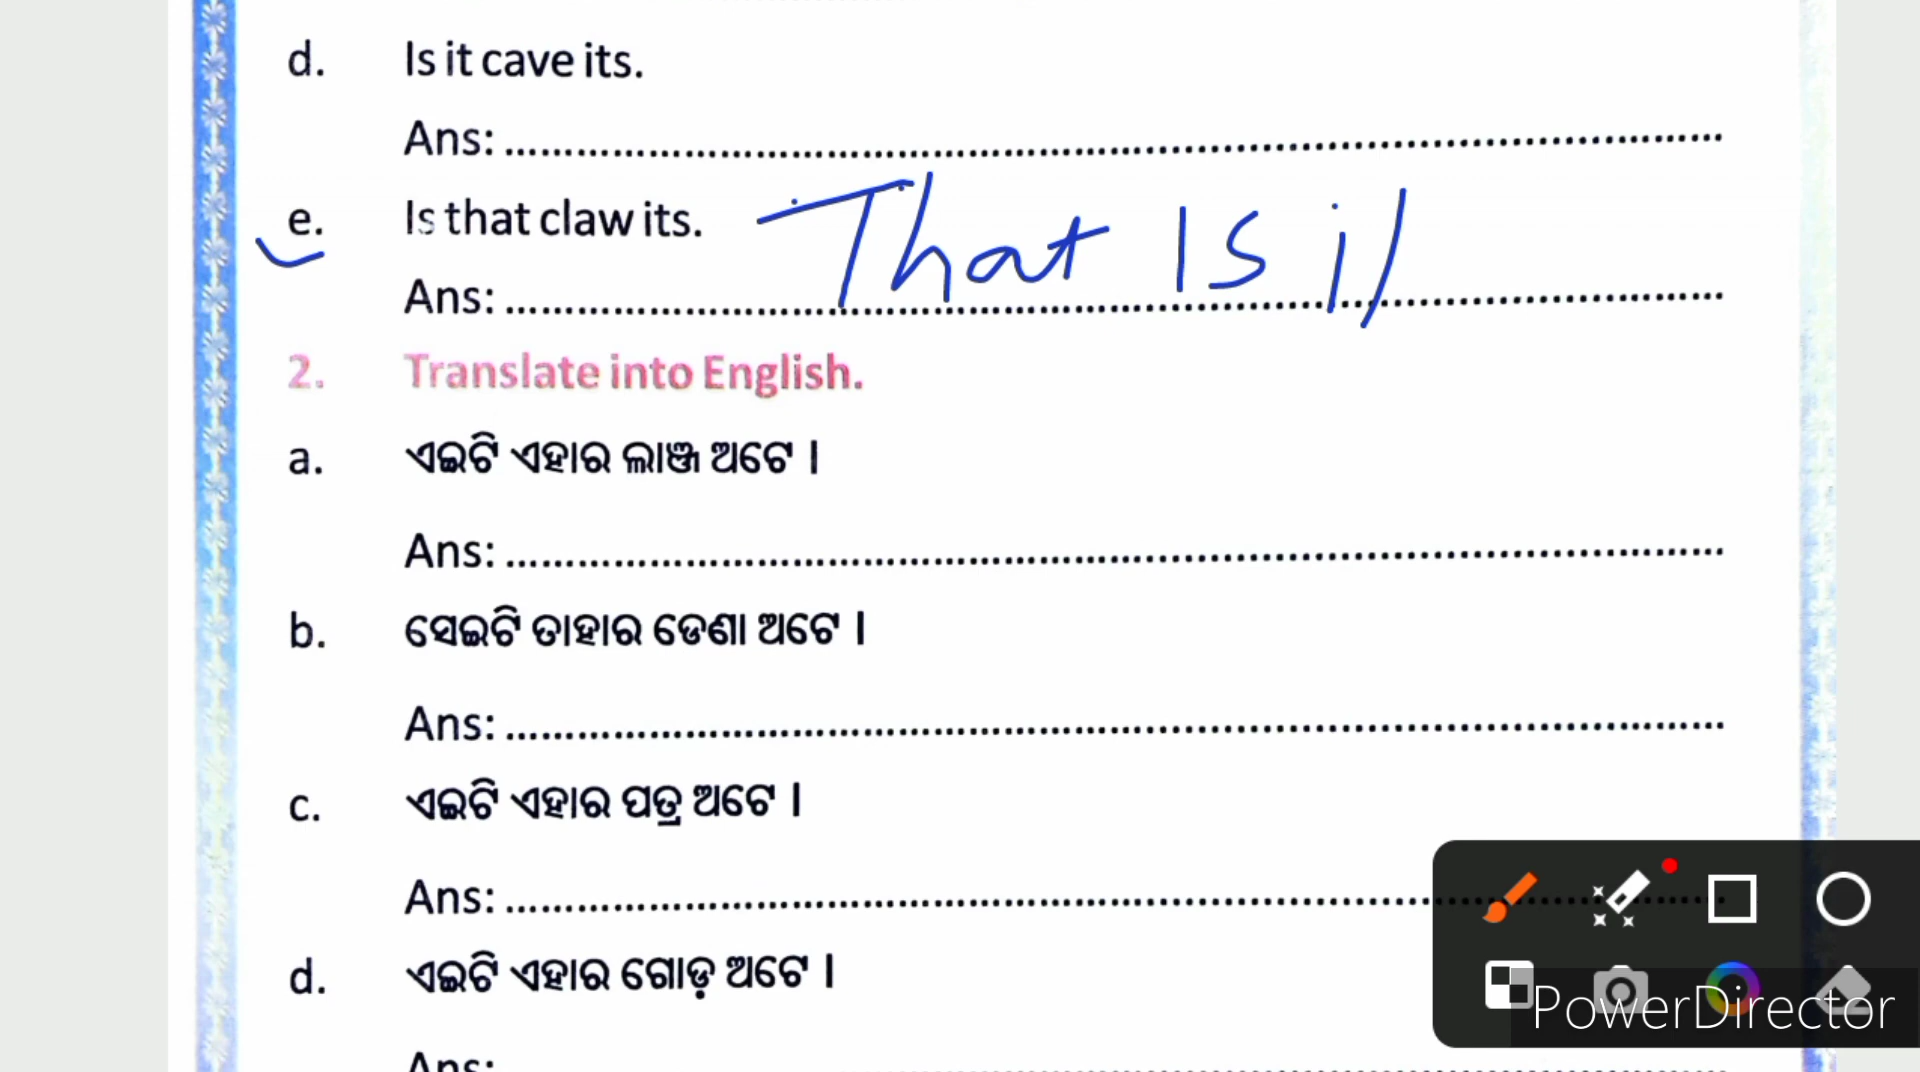 d. Is it cave its.
Ans:
e. Is that claw its. That Is
Ans:
2. Translate into English.
a. ଏଇଟି ଏହାର ଲାଞ୍ଜ ଅଟେ ।
Ans:
b. ସେଇଟି ତାହାର ଡେଣା ଅଟେ ।
Ans:
c. ଏଇଟି ଏହାର ପତ୍ର ଅଟେ ।
Ans:
d. ଏଇଟି ଏହାର ଗୋଡ଼ ଅଟେ ।
Ans:
PowerDirector